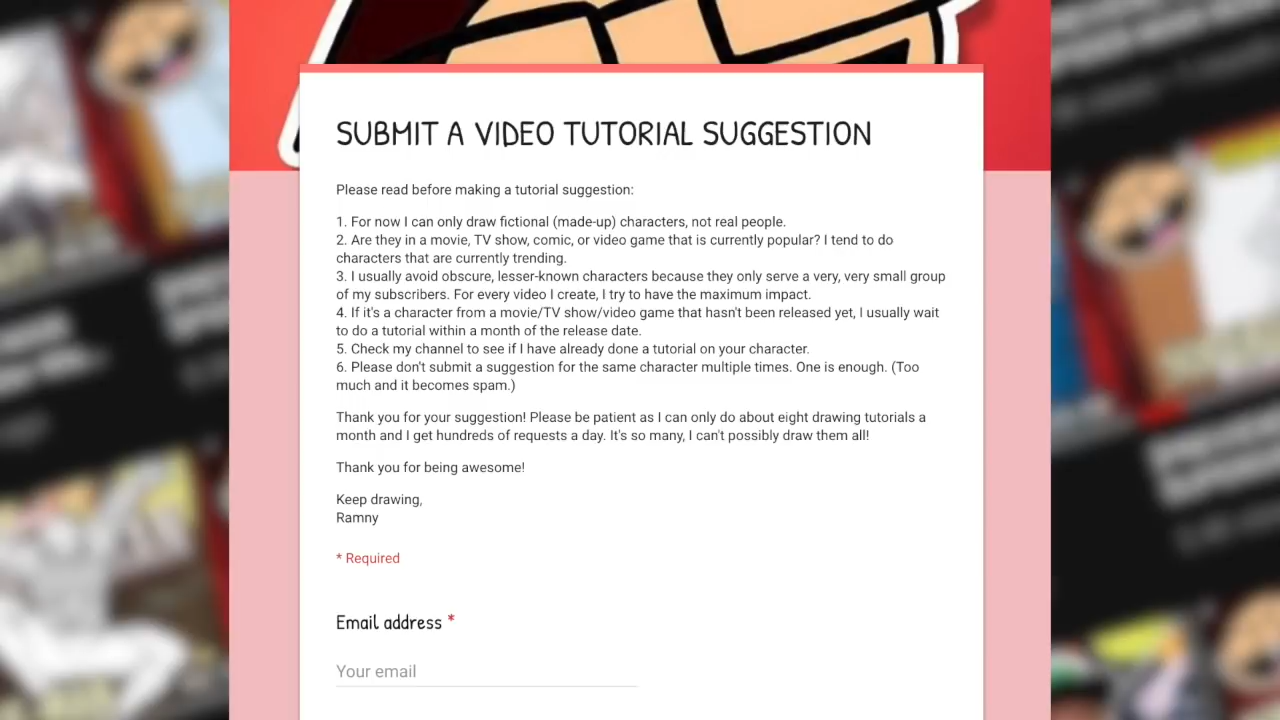 SUBMIT A VIDEO TUTORIAL SUGGESTION
Please read before making a tutorial suggestion:
1. For now I can only draw fictional (made-up) characters, not real people.
2. Are they in a movie, TV show, comic, or video game that is currently popular? I tend to do
characters that are currently trending.
3. I usually avoid obscure, lesser-known characters because they only serve a very, very small group
of my subscribers. For every video I create, I try to have the maximum impact.
4. If it's a character from a movie/TV show/video game that hasn't been released yet, I usually wait
to do a tutorial within a month of the release date.
5. Check my channel to see if I have already done a tutorial on your character.
6. Please don't submit a suggestion for the same character multiple times. One is enough. (Too
much and it becomes spam.)
Thank you for your suggestion! Please be patient as I can only do about eight drawing tutorials a
month and I get hundreds of requests a day. It's so many, I can't possibly draw them all!
Thank you for being awesome!
Keep drawing,
Ramny
* Required
Email address *
Your email